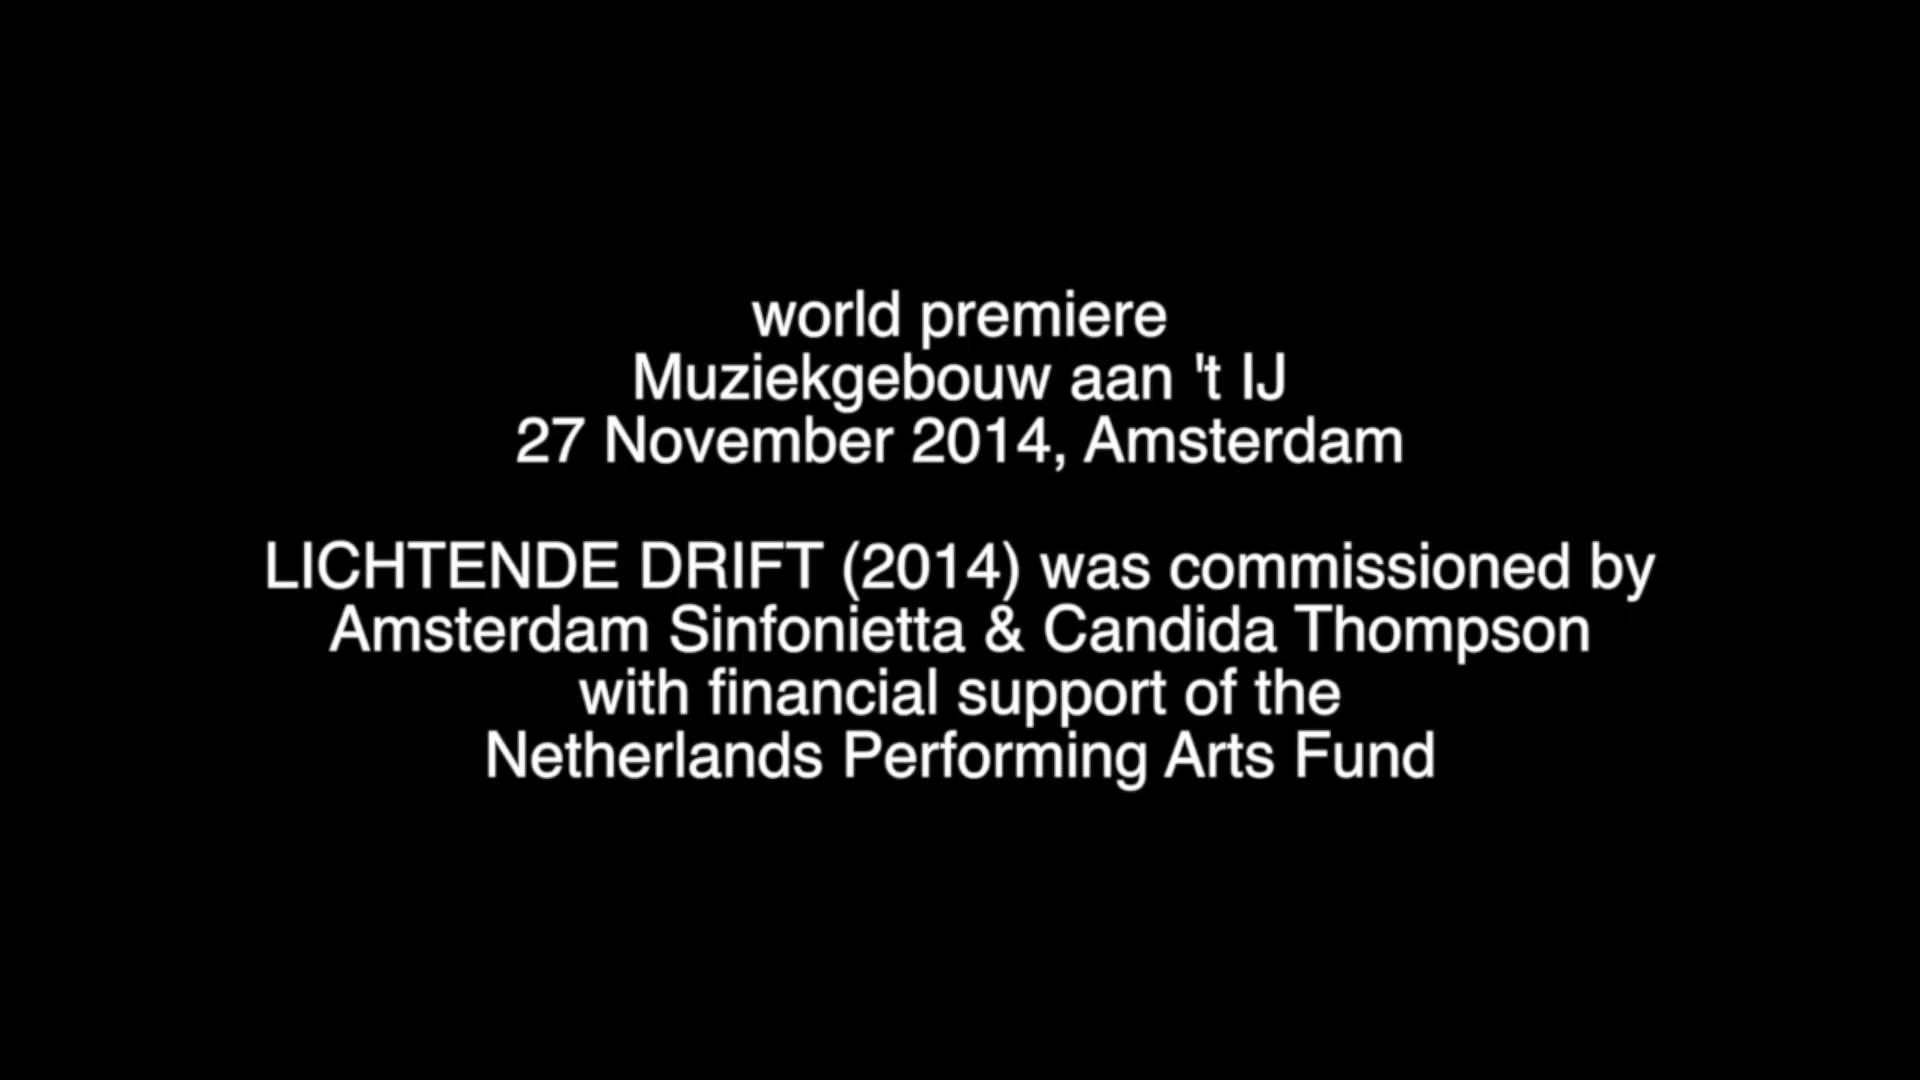 world premiere
Muziekgebouw aan 't IJ
27 November 2014, Amsterdam
LICHTENDE DRIFT (2014) was commissioned by
Amsterdam Sinfonietta & Candida Thompson
with financial support of the
Netherlands Performing Arts Fund